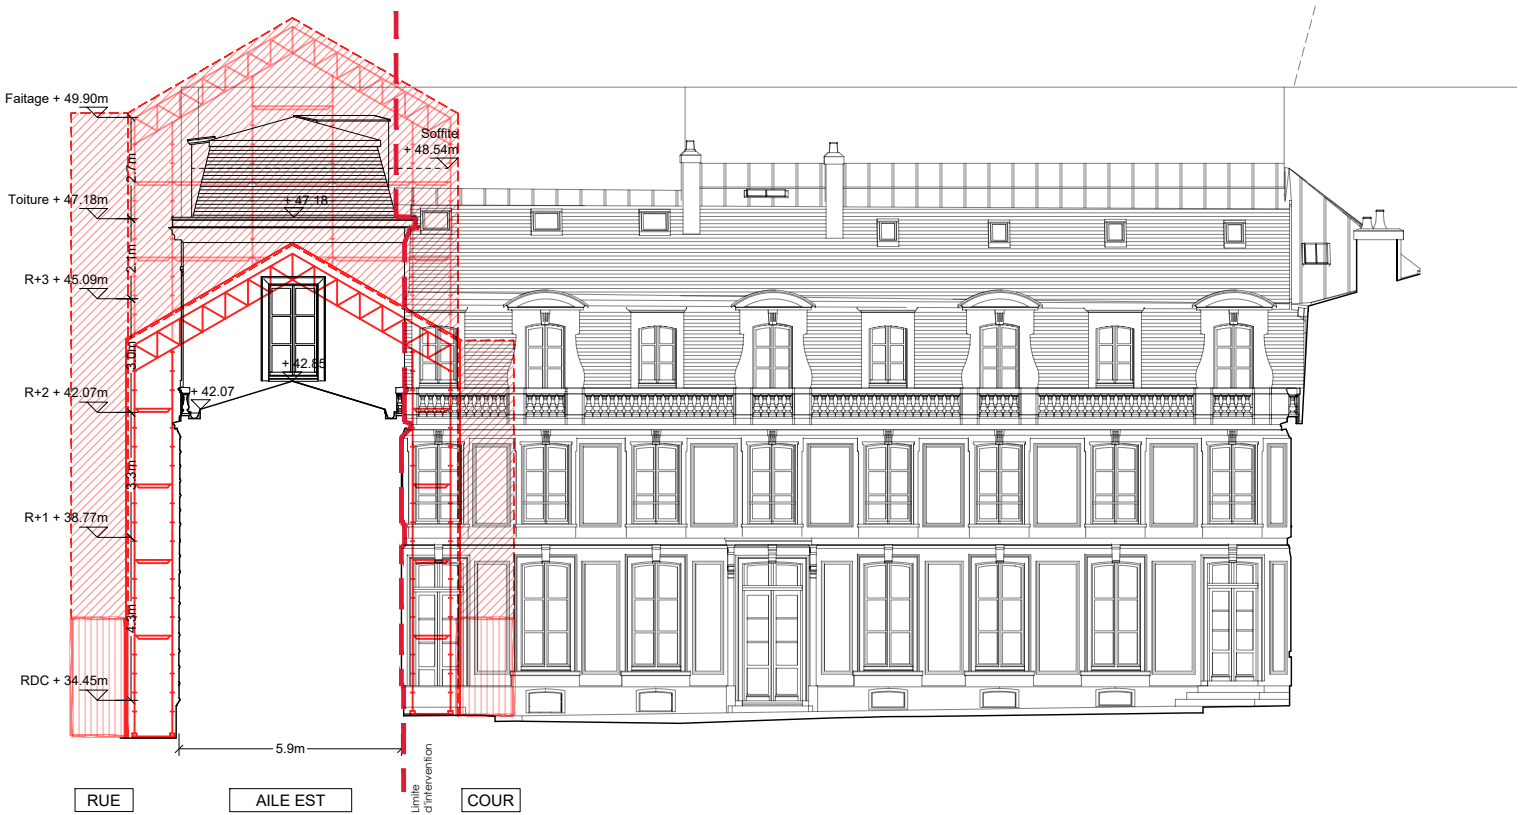 Faitage + 49.90m
Soffite
+ 48.54m
2.7m
Toiture + 47.18m
+ 47.18
2.1m
R+3 + 45.09m
3.0m
+ 42.85
R+2 + 42.07m
+ 42.07
3.3m
R+1 + 38.77m
4.3m
RDC + 34.45m
5.9m
Limite
d'intervention
RUE
AILE EST
COUR